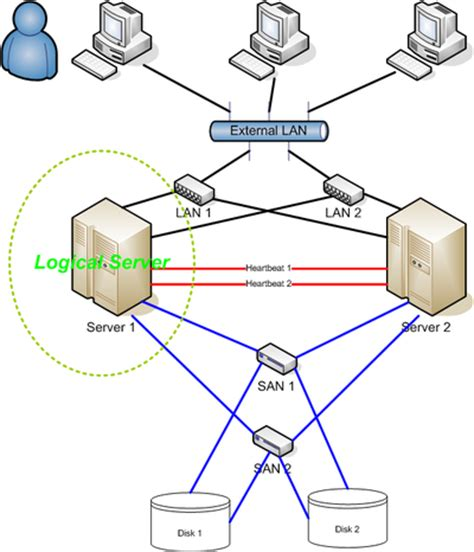 External LAN
LAN 1
LAN 2
Logical Server
Heartbeat 1
Heartbeat 2
Server 1
Server 2
SAN 1
SAN 2
Disk 1
Disk 2